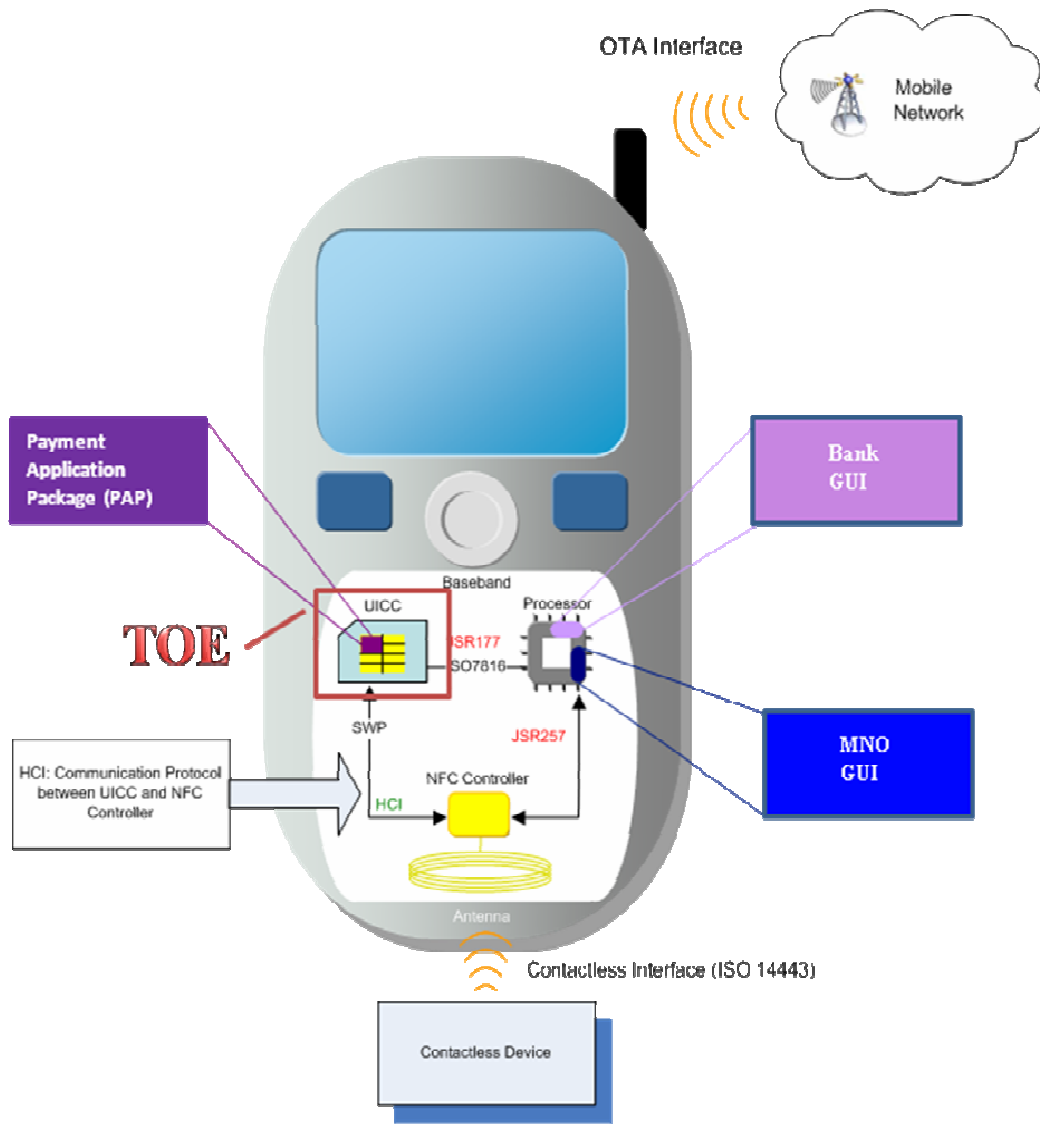 OTA Interface
Mobile
Network
Payment
Application
Package (PAP)
Bank
GUI
Baseband
UICC
Processor
TOE
JSR177
ISO7816
SWP
JSR257
MNO
GUI
HCI: Communication Protocol
between UICC and NFC
Controller
NFC Controller
HCI
Antenna
Contactless Interface (ISO 14443)
Contactless Device